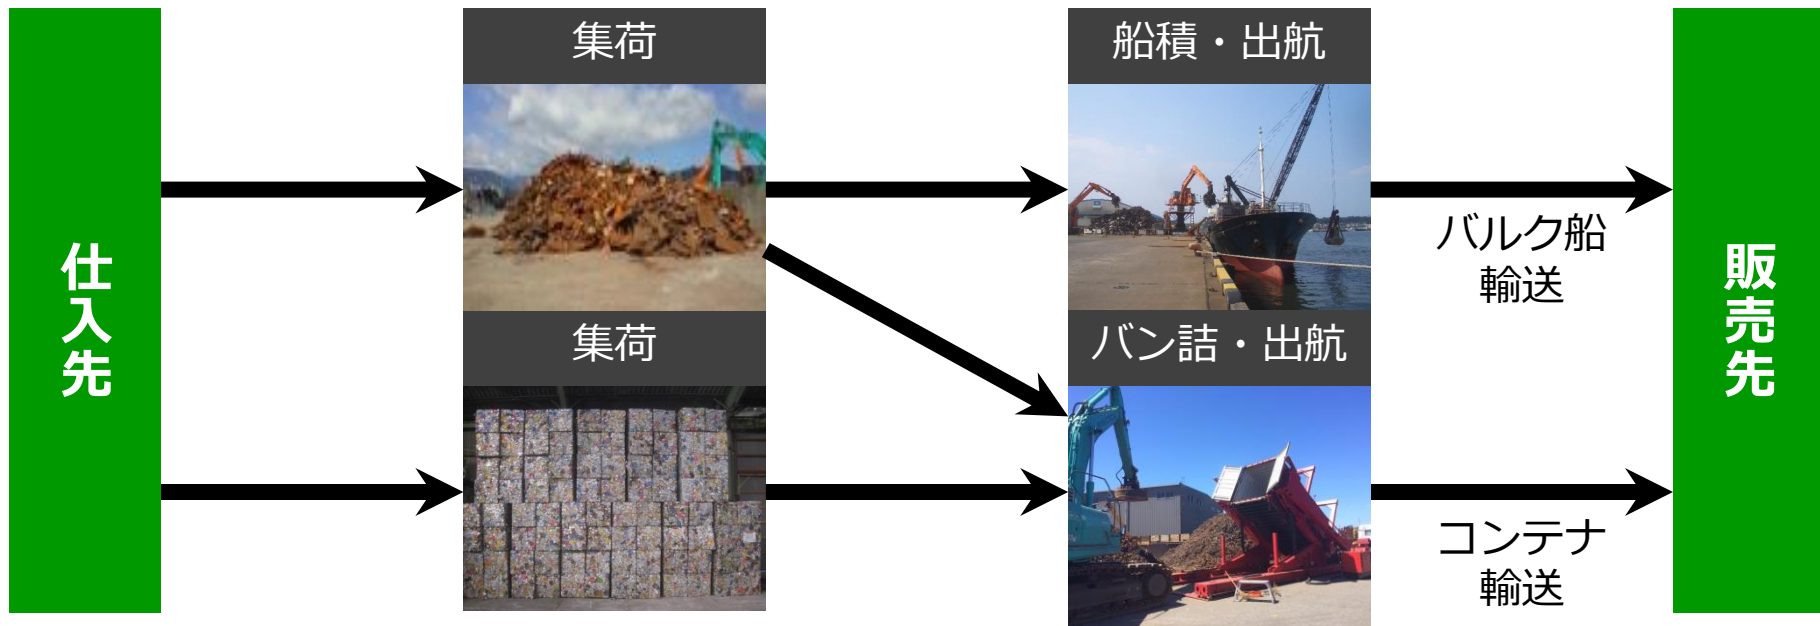 仕入先
集荷
集荷
船積・出航
バン詰・出航
バルク船
輸送
コンテナ
輸送
販売先